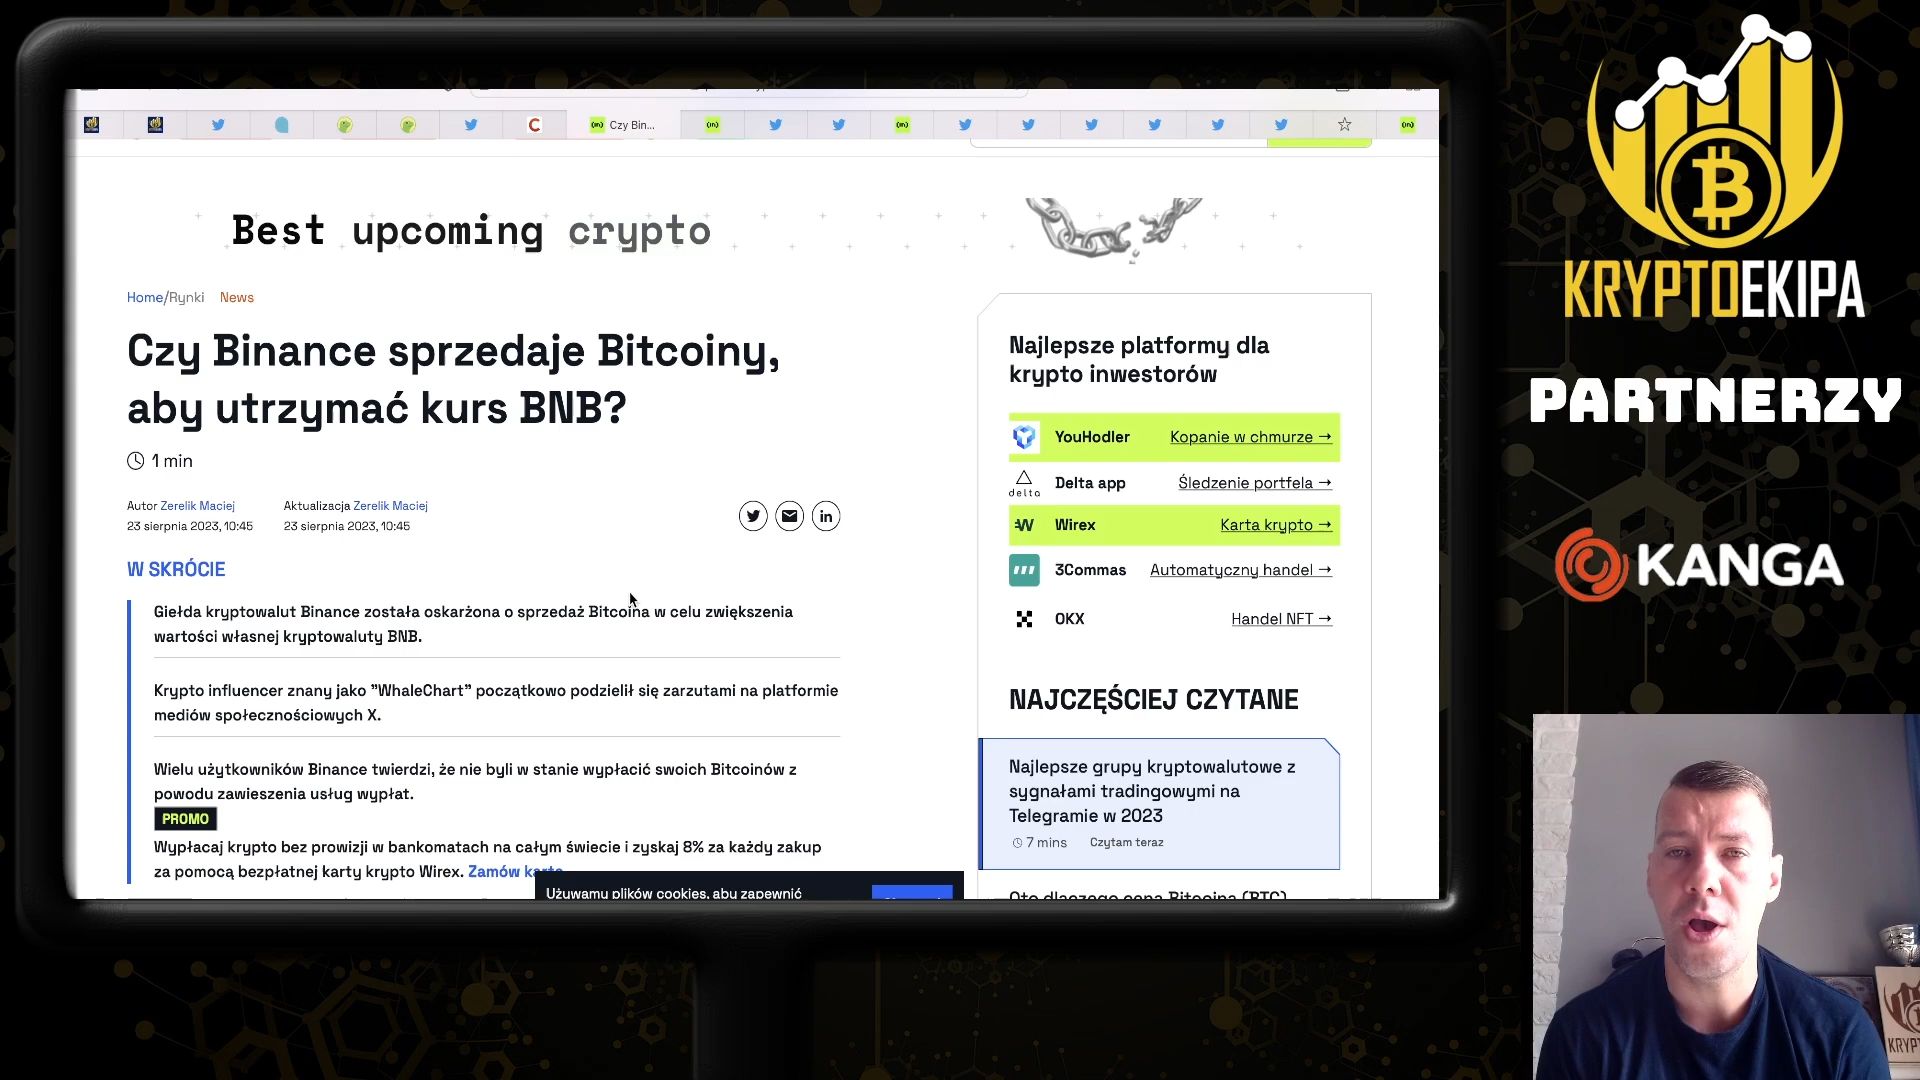 Czy Bin...
Best upcoming crypto
Home/Rynki News
Czy Binance sprzedaje Bitcoiny,
aby utrzymać kurs BNB?
1 min
Autor Zerelik Maciej
23 sierpnia 2023, 10:45
Aktualizacja Zerelik Maciej
23 sierpnia 2023, 10:45
W SKRÓCIE
Giełda kryptowalut Binance została oskarżona o sprzedaż Bitcoina w celu zwiększenia
wartości własnej kryptowaluty BNB.
Krypto influencer znany jako "WhaleChart" początkowo podzielił się zarzutami na platformie
mediów społecznościowych X.
Wielu użytkowników Binance twierdzi, że nie byli w stanie wypłacić swoich Bitcoinów z
powodu zawieszenia usług wypłat.
PROMO
Wypłacaj krypto bez prowizji w bankomatach na całym świecie i zyskaj 8% za każdy zakup
za pomocą bezpłatnej karty krypto Wirex. Zamów kartę
Używamy plików cookies, aby zapewnić
Najlepsze platformy dla
krypto inwestorów
YouHodler Kopanie w chmurze →
delta
Delta app Śledzenie portfela →
Wirex Karta krypto →
3Commas Automatyczny handel →
OKX Handel NFT →
NAJCZĘŚCIEJ CZYTANE
Najlepsze grupy kryptowalutowe z
sygnałami tradingowymi na
Telegramie w 2023
7 mins Czytam teraz
Oto dlaczego cena Bitcoina (BTC)
KRYPTOEKIPA
PARTNERZY
KANGA